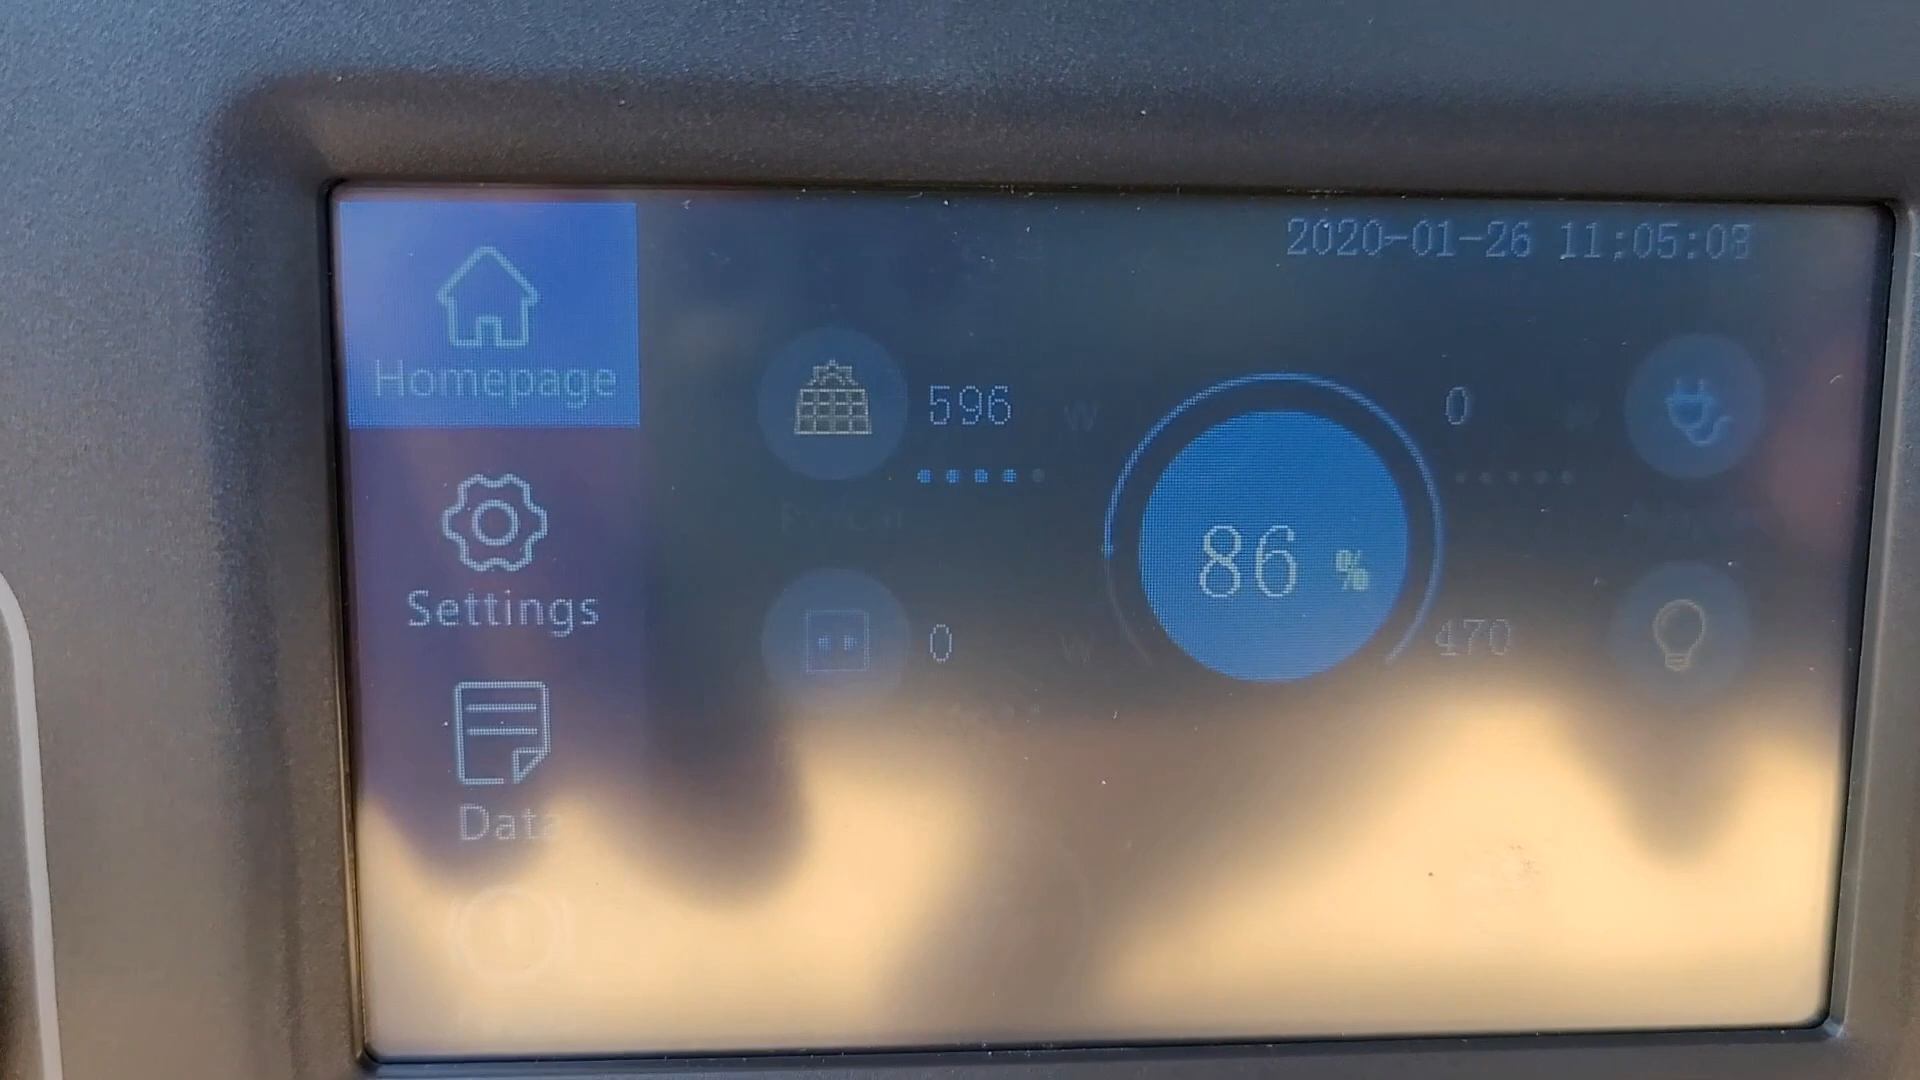 2020-01-26 11:05:08
Homepage
596 W
0 W
86 %
Settings
0 W
470
Data